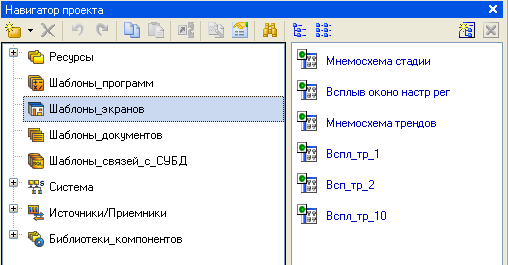 Навигатор проекта
Ресурсы
Шаблоны_программ
Шаблоны_экранов
Шаблоны_документов
Шаблоны_связей_с_СУБД
Система
Источники/Приемники
Библиотеки_компонентов
Мнемосхема стадии
Всплыв оконо настр рег
Мнемосхема трендов
Вспл_тр_1
Всп_тр_2
Вспл_тр_10